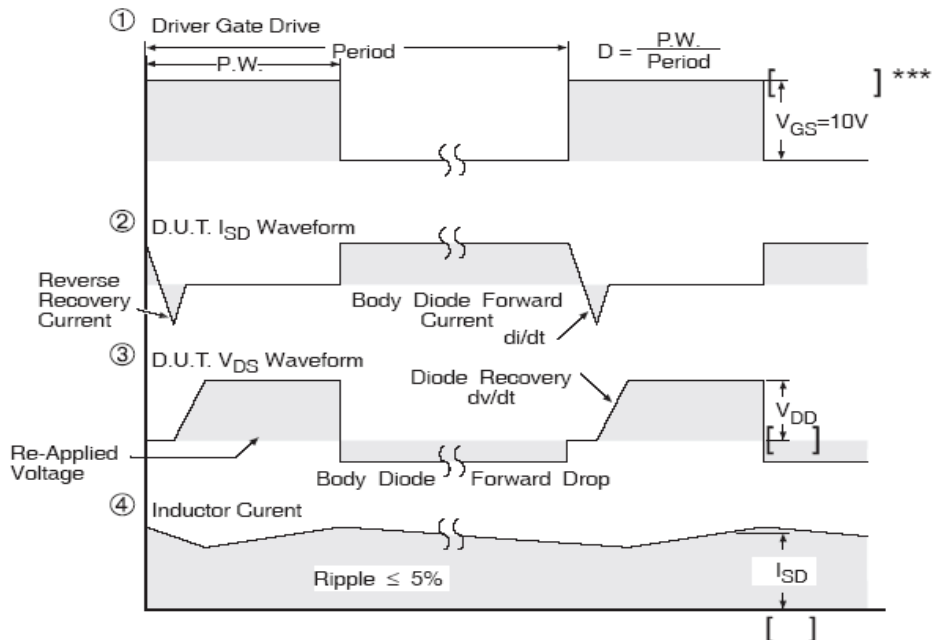 ① Driver Gate Drive
Period
P.W.
D = P.W. / Period
[ ] ***
VGS=10V
② D.U.T. ISD Waveform
Reverse
Recovery
Current
Body Diode Forward
Current
di/dt
③ D.U.T. VDS Waveform
Diode Recovery
dv/dt
VDD
[ ]
Re-Applied
Voltage
Body Diode Forward Drop
④ Inductor Curent
Ripple ≤ 5%
ISD
[ ]